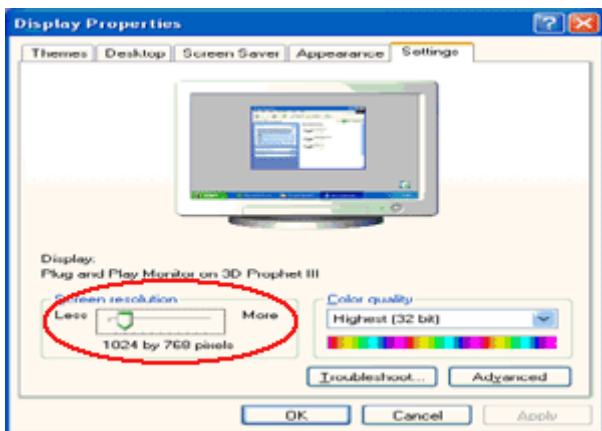 Display Properties
Themes Desktop Screen Saver Appearance Settings
Display:
Plug and Play Monitor on 3D Prophet III
Screen resolution
Less More
1024 by 768 pixels
Color quality
Highest (32 bit)
Troubleshoot... Advanced
OK Cancel Apply